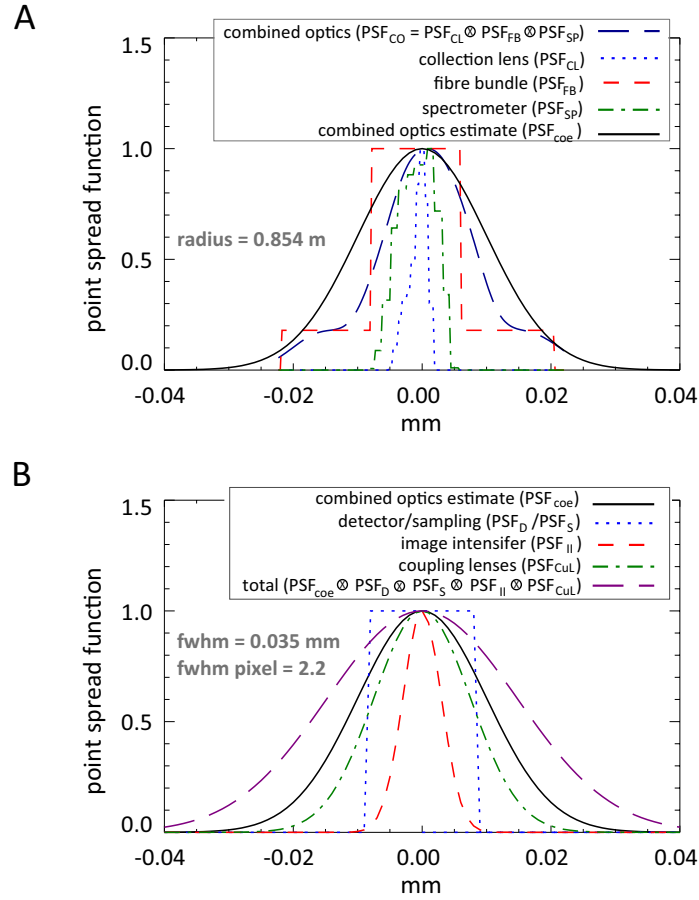 A
combined optics (PSF_CO = PSF_CL ⊗ PSF_FB ⊗ PSF_SP)
collection lens (PSF_CL)
fibre bundle (PSF_FB)
spectrometer (PSF_SP)
combined optics estimate (PSF_coe)
radius = 0.854 m
point spread function
1.5
1.0
0.5
0.0
-0.04 -0.02 0.00 0.02 0.04
mm
B
combined optics estimate (PSF_coe)
detector/sampling (PSF_D /PSF_S)
image intensifer (PSF_II)
coupling lenses (PSF_CuL)
total (PSF_coe ⊗ PSF_D ⊗ PSF_S ⊗ PSF_II ⊗ PSF_CuL)
fwhm = 0.035 mm
fwhm pixel = 2.2
point spread function
1.5
1.0
0.5
0.0
-0.04 -0.02 0.00 0.02 0.04
mm